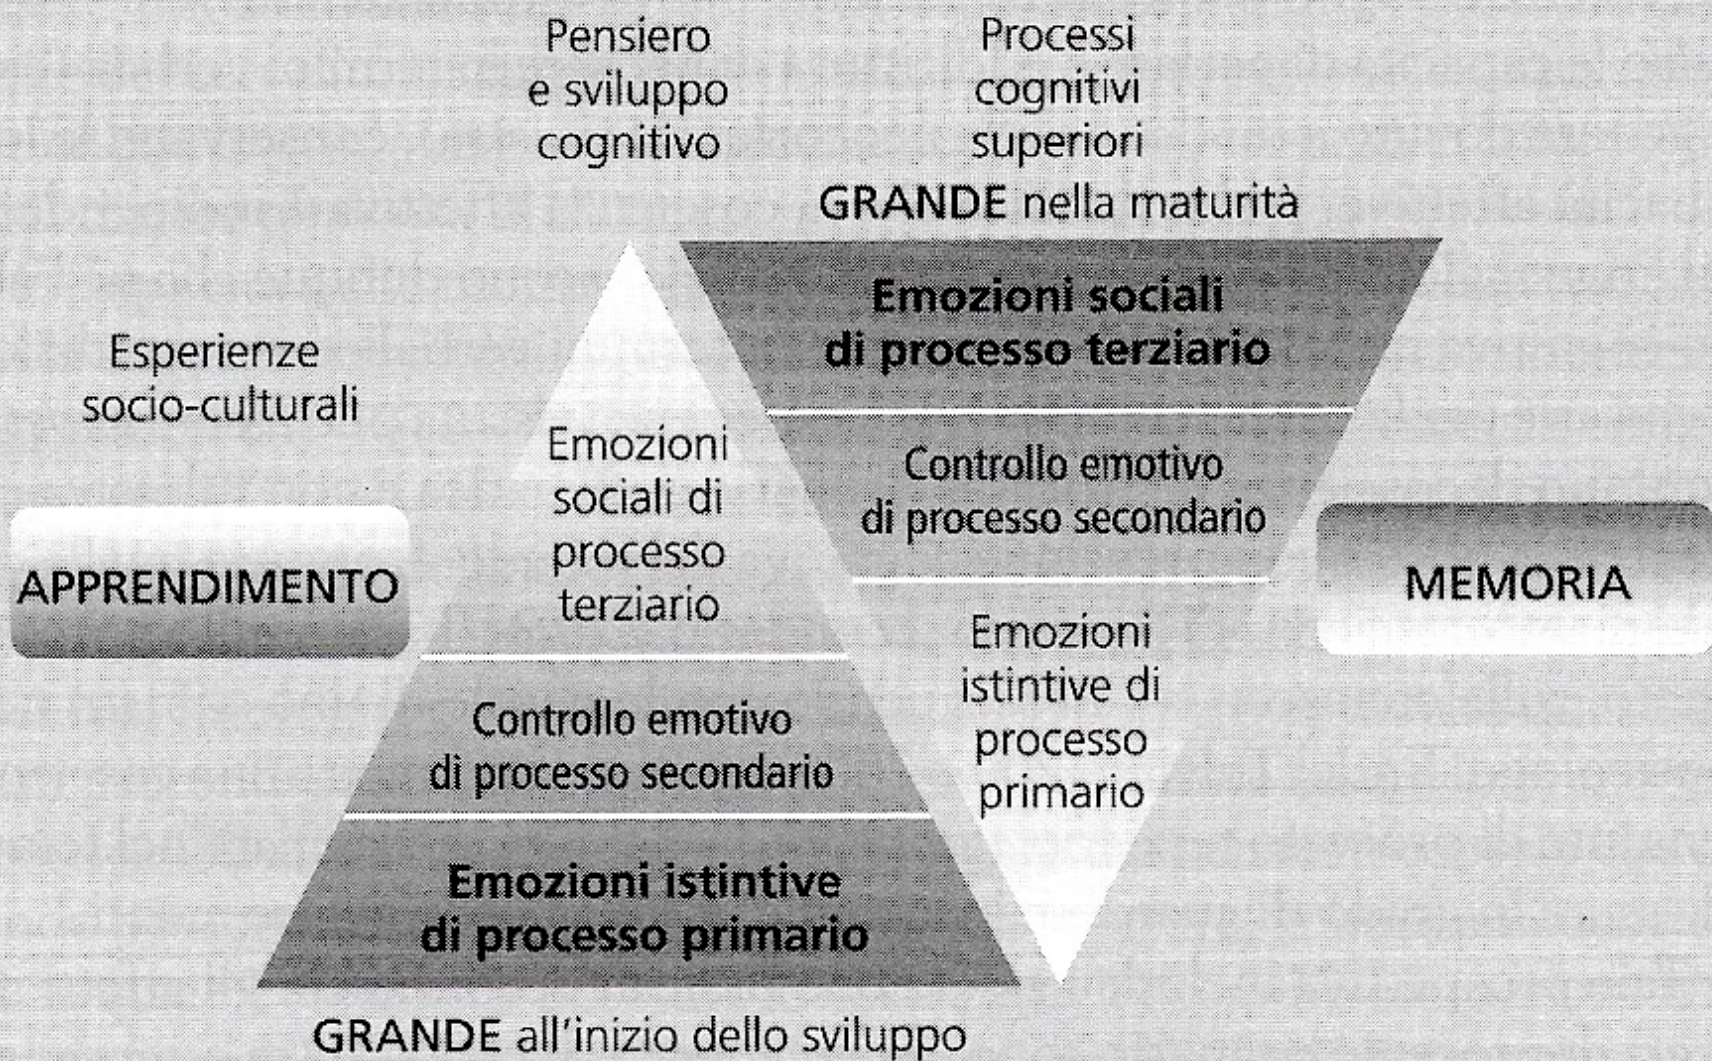 Pensiero
e sviluppo
cognitivo
Processi
cognitivi
superiori
GRANDE nella maturità
Esperienze
socio-culturali
APPRENDIMENTO
Emozioni
sociali di
processo
terziario
Controllo emotivo
di processo secondario
Emozioni istintive
di processo primario
GRANDE all'inizio dello sviluppo
Emozioni sociali
di processo terziario
Controllo emotivo
di processo secondario
Emozioni
istintive di
processo
primario
MEMORIA